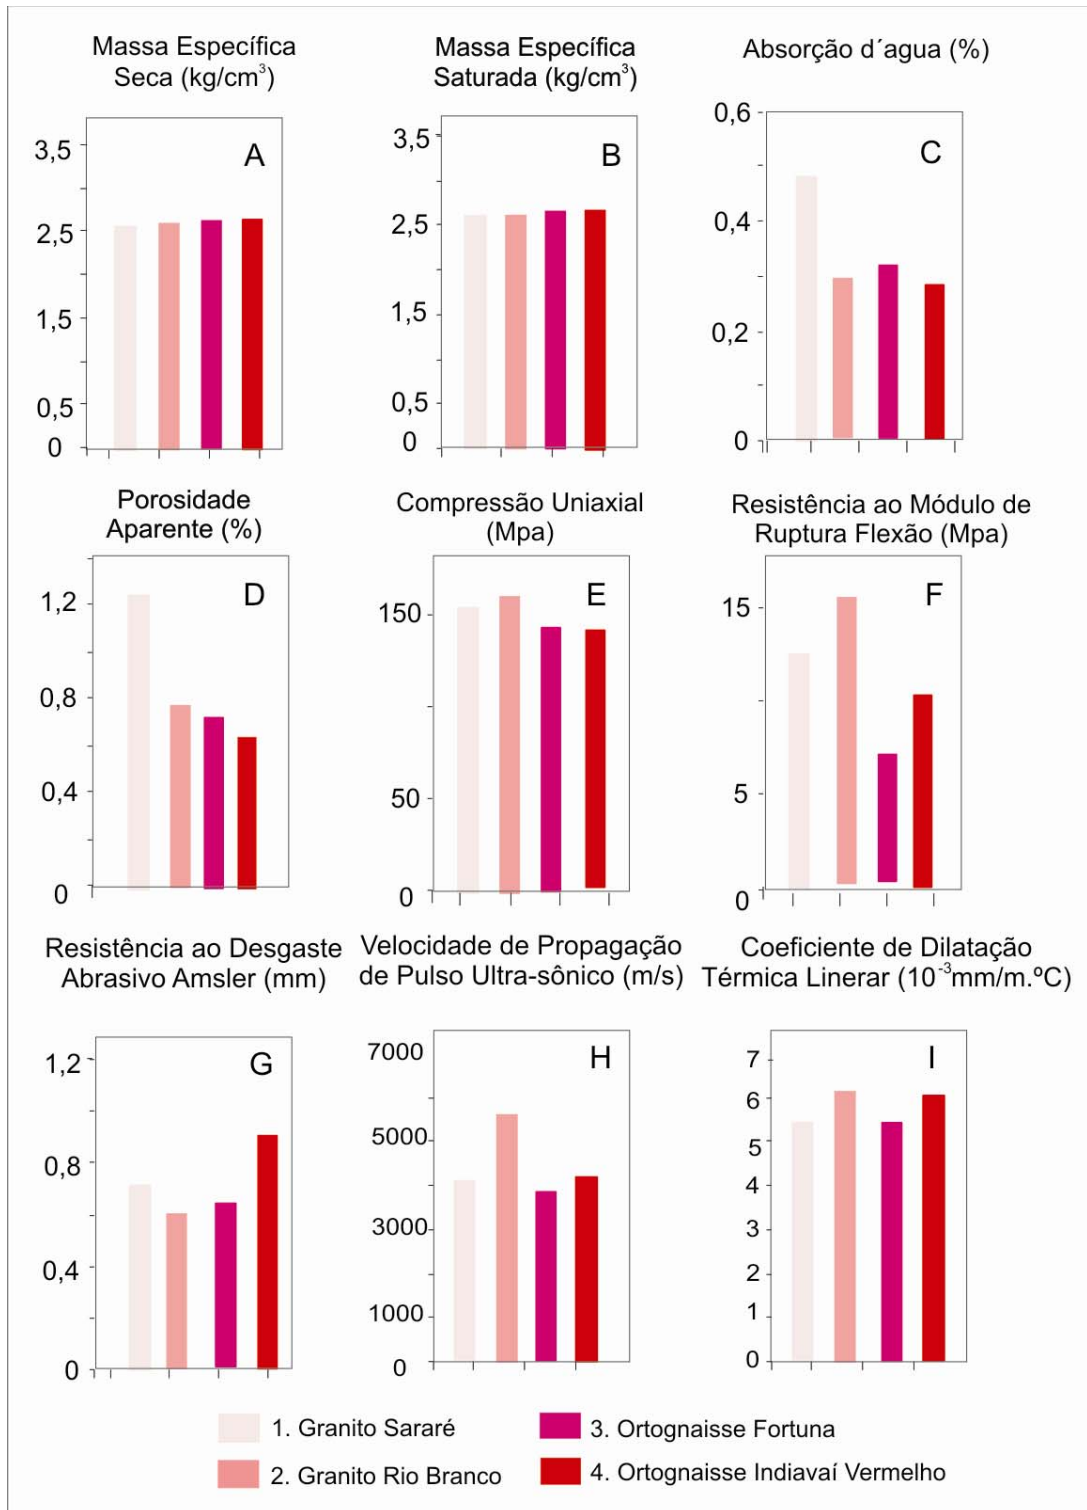 Massa Específica
Seca (kg/cm³)
Massa Específica
Saturada (kg/cm³)
Absorção d´agua (%)
A
3,5
2,5
1,5
0,5
0
B
3,5
2,5
1,5
0,5
0
C
0,6
0,4
0,2
0
Porosidade
Aparente (%)
Compressão Uniaxial
(Mpa)
Resistência ao Módulo de
Ruptura Flexão (Mpa)
D
1,2
0,8
0,4
0
E
150
50
0
F
15
5
0
Resistência ao Desgaste
Abrasivo Amsler (mm)
Velocidade de Propagação
de Pulso Ultra-sônico (m/s)
Coeficiente de Dilatação
Térmica Linerar (10⁻³mm/m.ºC)
G
1,2
0,8
0,4
0
H
7000
5000
3000
1000
0
I
7
6
5
4
3
2
1
0
1. Granito Sararé
2. Granito Rio Branco
3. Ortognaisse Fortuna
4. Ortognaisse Indiavaí Vermelho